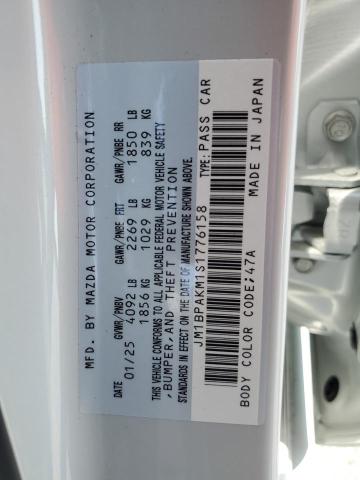 MFD. BY MAZDA MOTOR CORPORATION
DATE GVWR/PNBV GAWR/PNBE FRT GAWR/PNBE RR
01/25 4092 LB 2269 LB 1850 LB
1856 KG 1029 KG 839 KG
THIS VEHICLE CONFORMS TO ALL APPLICABLE FEDERAL MOTOR VEHICLE SAFETY
,BUMPER,AND THEFT PREVENTION
STANDARDS IN EFFECT ON THE DATE OF MANUFACTURE SHOWN ABOVE.
JM1BPAKM1S1776158 TYPE: PASS CAR
BODY COLOR CODE:47A MADE IN JAPAN